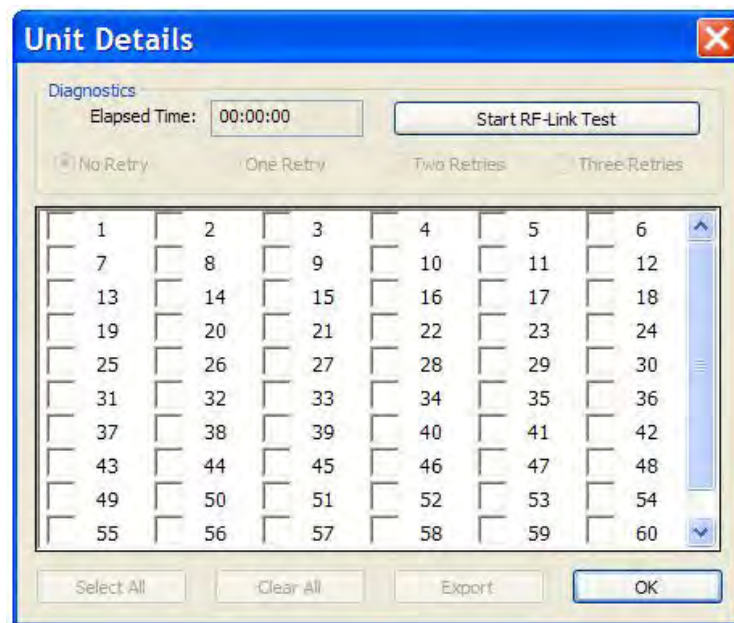 Unit Details
Diagnostics
Elapsed Time: 00:00:00 Start RF-Link Test
No Retry One Retry Two Retries Three Retries
1 2 3 4 5 6
7 8 9 10 11 12
13 14 15 16 17 18
19 20 21 22 23 24
25 26 27 28 29 30
31 32 33 34 35 36
37 38 39 40 41 42
43 44 45 46 47 48
49 50 51 52 53 54
55 56 57 58 59 60
Select All Clear All Export OK